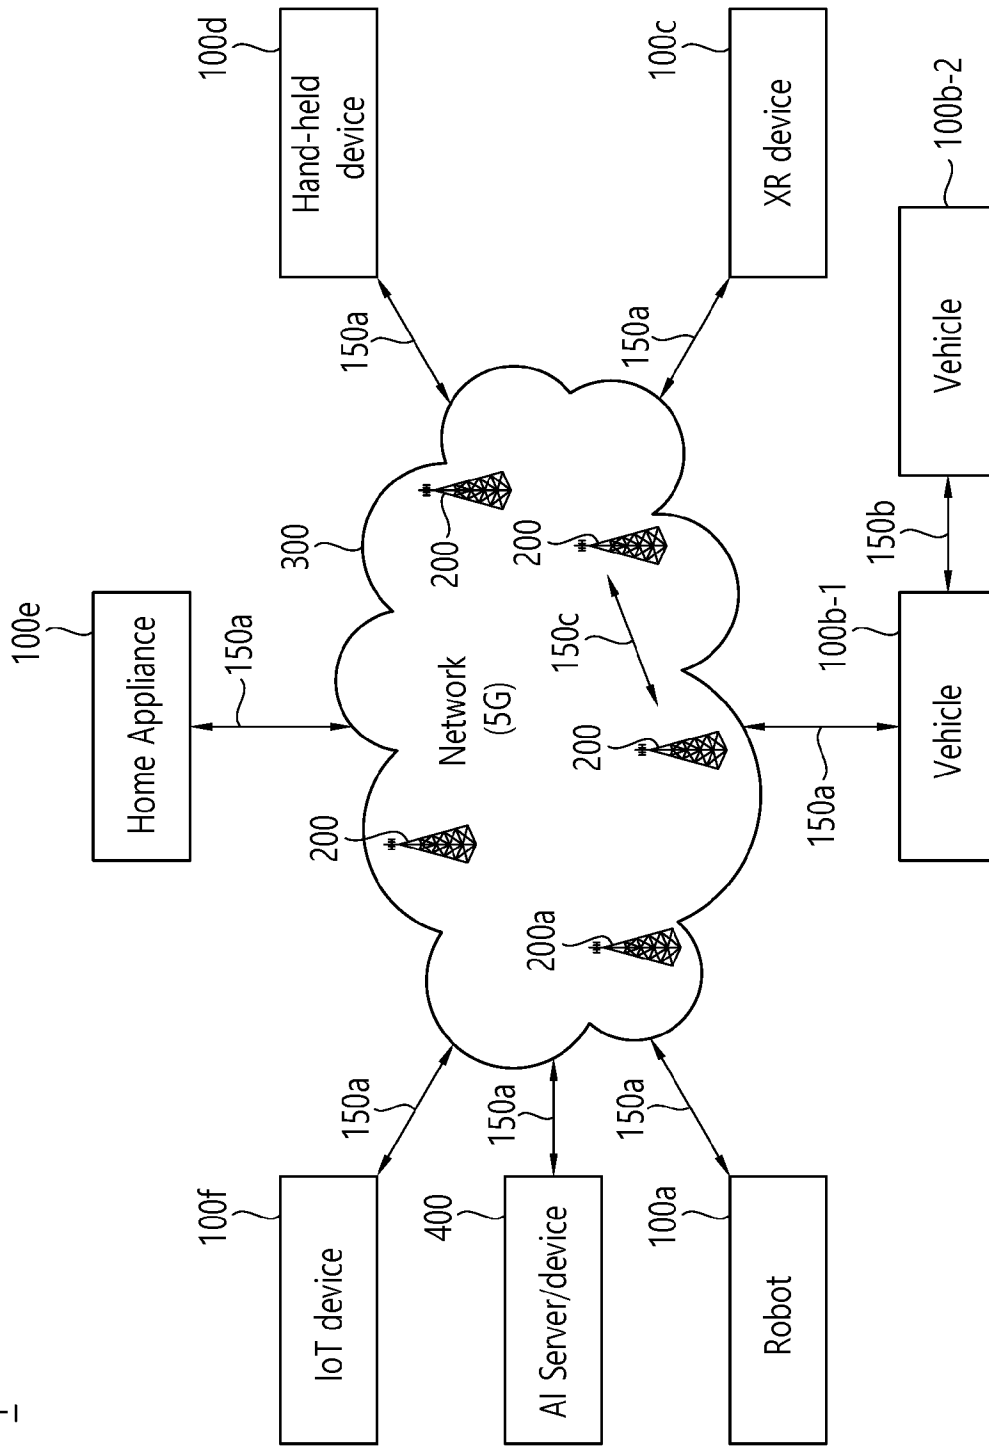 100e
Home Appliance
150a
100f
100d
IoT device
Hand-held
device
300
200
150a
150a
Network
(5G)
200
400
AI Server/device
150a
200a
200
200
150c
150a
150a
100a
100c
Robot
XR device
150a
100b-1
150b
100b-2
Vehicle
Vehicle